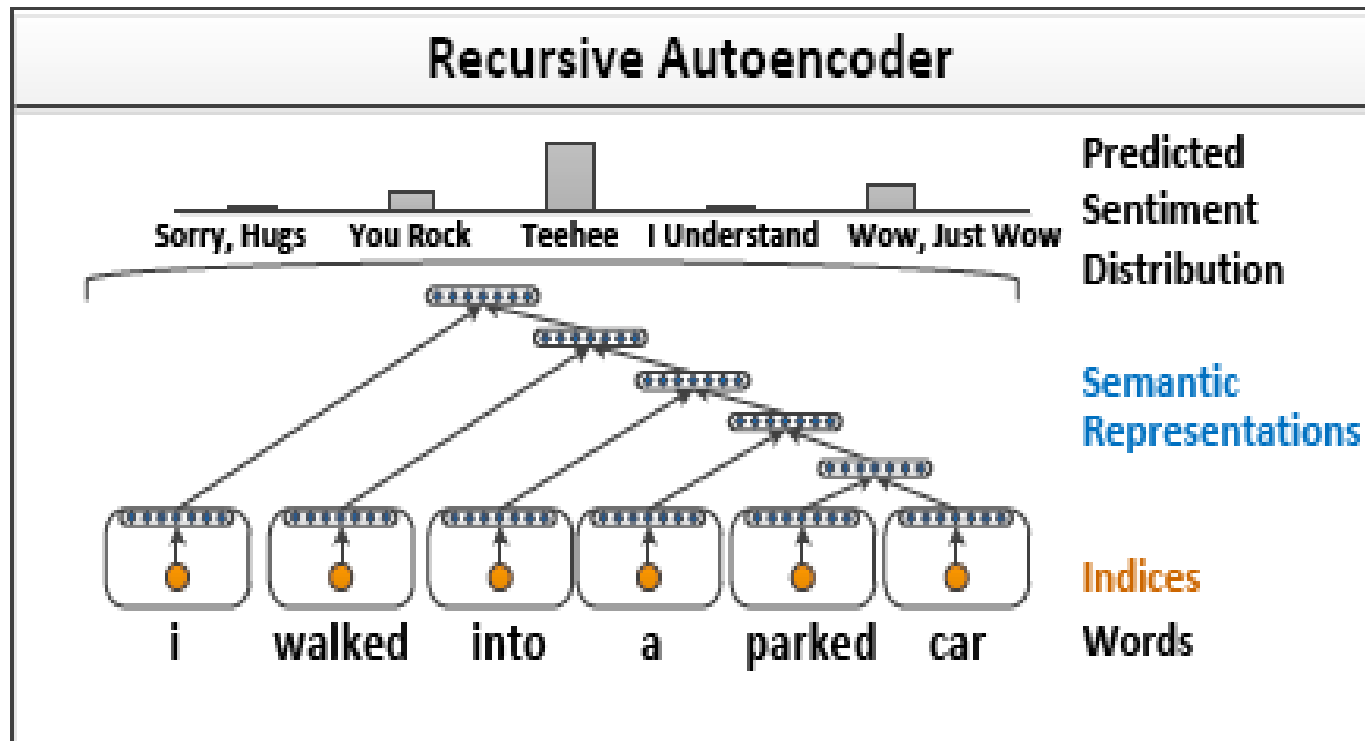 Recursive Autoencoder
Predicted
Sentiment
Distribution
Sorry, Hugs You Rock Teehee I Understand Wow, Just Wow
Semantic
Representations
Indices
i walked into a parked car
Words